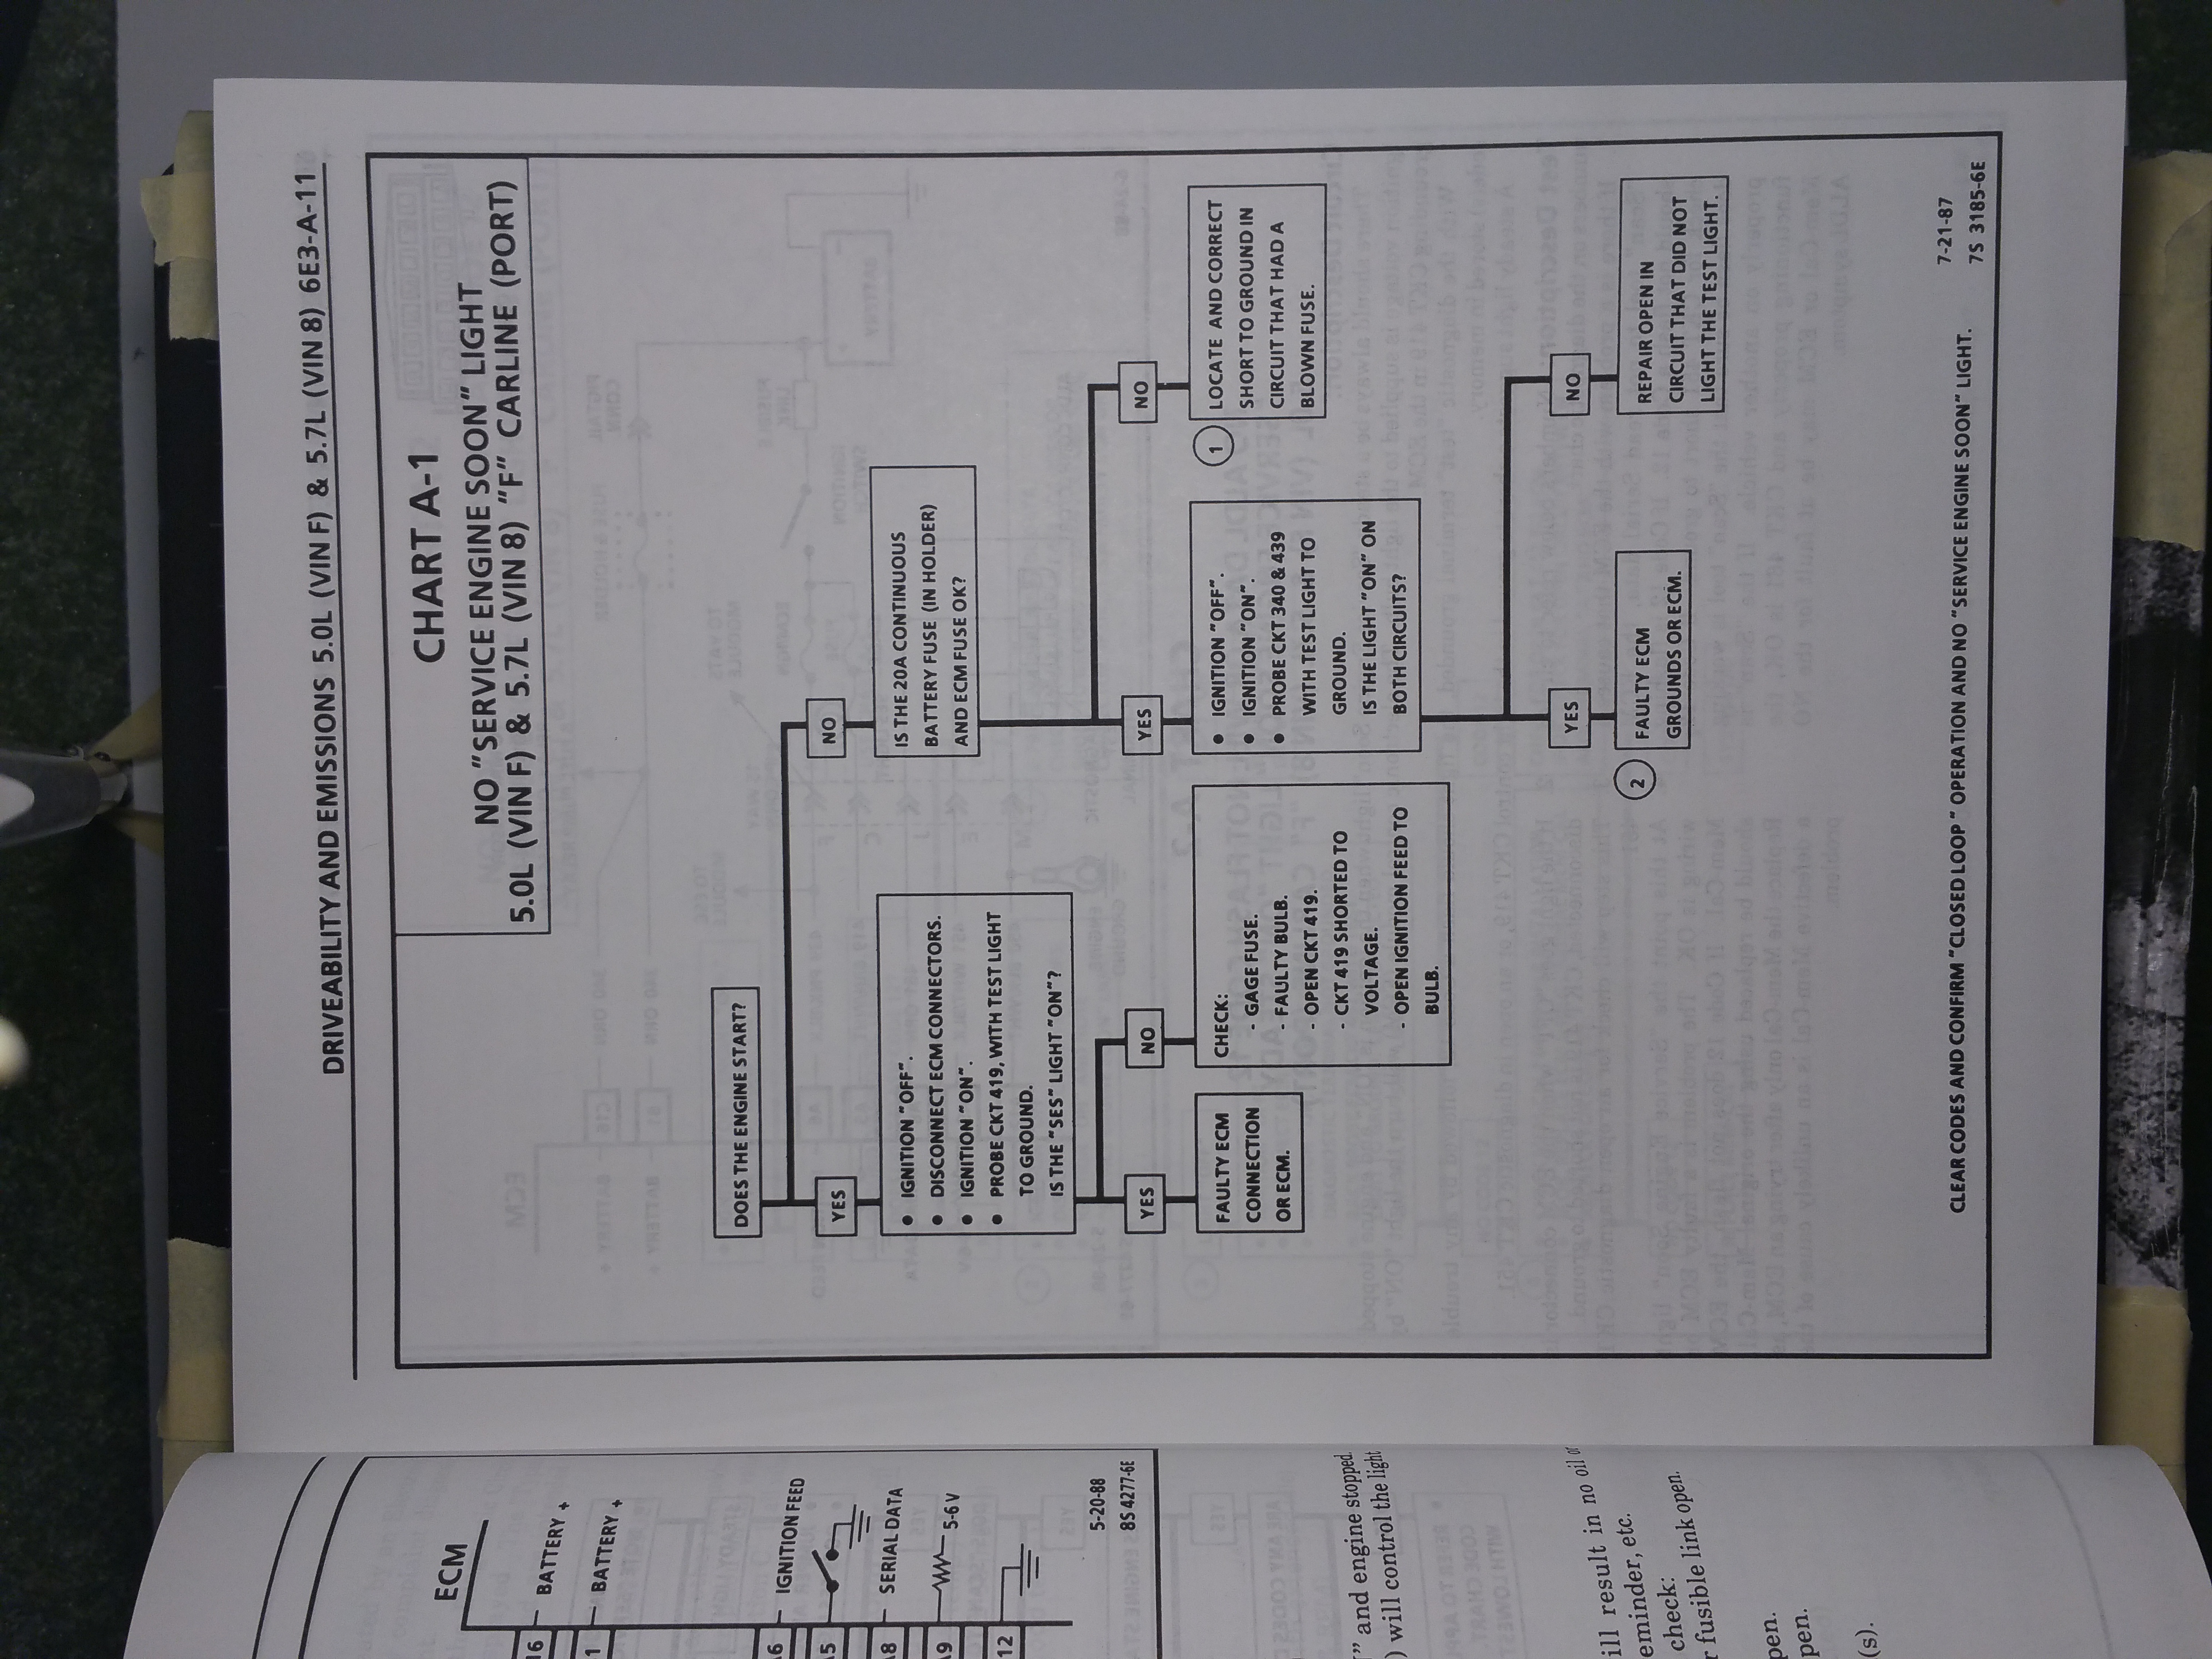 DRIVEABILITY AND EMISSIONS 5.0L (VIN F) & 5.7L (VIN 8) 6E3-A-11
CHART A-1
NO "SERVICE ENGINE SOON" LIGHT
5.0L (VIN F) & 5.7L (VIN 8) "F" CARLINE (PORT)
DOES THE ENGINE START?
YES
NO
● IGNITION "OFF".
● DISCONNECT ECM CONNECTORS.
● IGNITION "ON".
● PROBE CKT 419, WITH TEST LIGHT
TO GROUND.
IS THE "SES" LIGHT "ON"?
IS THE 20A CONTINUOUS
BATTERY FUSE (IN HOLDER)
AND ECM FUSE OK?
YES
NO
YES
NO
FAULTY ECM
CONNECTION
OR ECM.
CHECK:
- GAGE FUSE.
- FAULTY BULB.
- OPEN CKT 419.
- CKT 419 SHORTED TO
VOLTAGE.
- OPEN IGNITION FEED TO
BULB.
● IGNITION "OFF".
● IGNITION "ON".
● PROBE CKT 340 & 439
WITH TEST LIGHT TO
GROUND.
IS THE LIGHT "ON" ON
BOTH CIRCUITS?
1
LOCATE AND CORRECT
SHORT TO GROUND IN
CIRCUIT THAT HAD A
BLOWN FUSE.
YES
NO
2
FAULTY ECM
GROUNDS OR ECM.
REPAIR OPEN IN
CIRCUIT THAT DID NOT
LIGHT THE TEST LIGHT.
CLEAR CODES AND CONFIRM "CLOSED LOOP" OPERATION AND NO "SERVICE ENGINE SOON" LIGHT.
7-21-87
7S 3185-6E
ECM
BATTERY +
BATTERY +
IGNITION FEED
SERIAL DATA
5-6 V
16
1
A6
A5
A8
A9
12
5-20-88
8S 4277-6E
" and engine stopped.
) will control the light
ill result in no oil or
eminder, etc.
check:
r fusible link open.
pen.
pen.
(s).